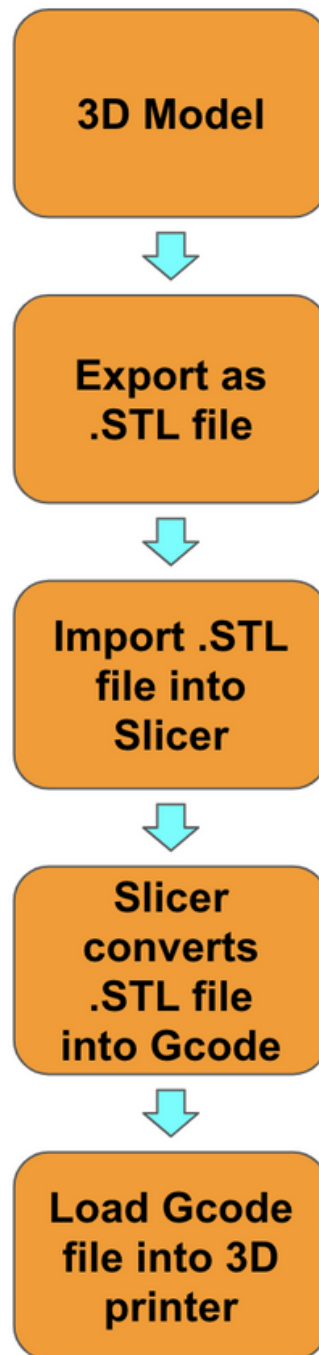 3D Model
Export as
.STL file
Import .STL
file into
Slicer
Slicer
converts
.STL file
into Gcode
Load Gcode
file into 3D
printer